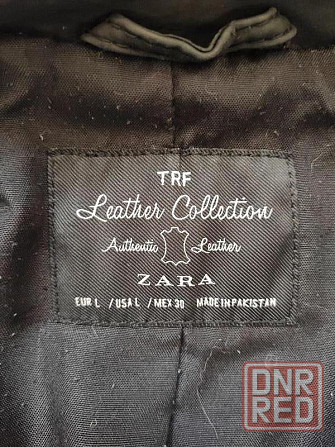 TRF
Leather Collection
Authentic Leather
ZARA
EUR L / USA L / MEX 30 MADE IN PAKISTAN
DNR
RED